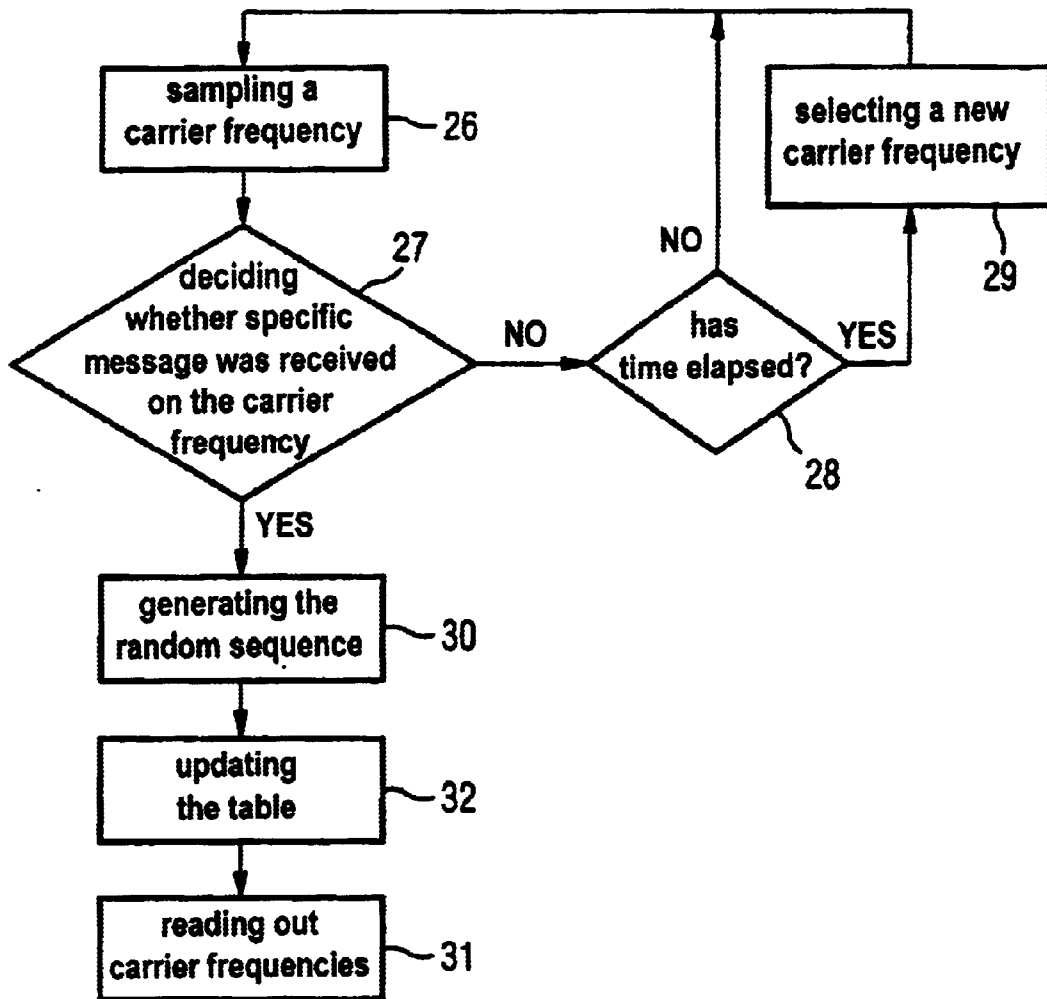 sampling a
carrier frequency
26
selecting a new
carrier frequency
29
deciding
whether specific
message was received
on the carrier
frequency
27
NO
has
time elapsed?
28
NO
YES
YES
generating the
random sequence
30
updating
the table
32
reading out
carrier frequencies
31